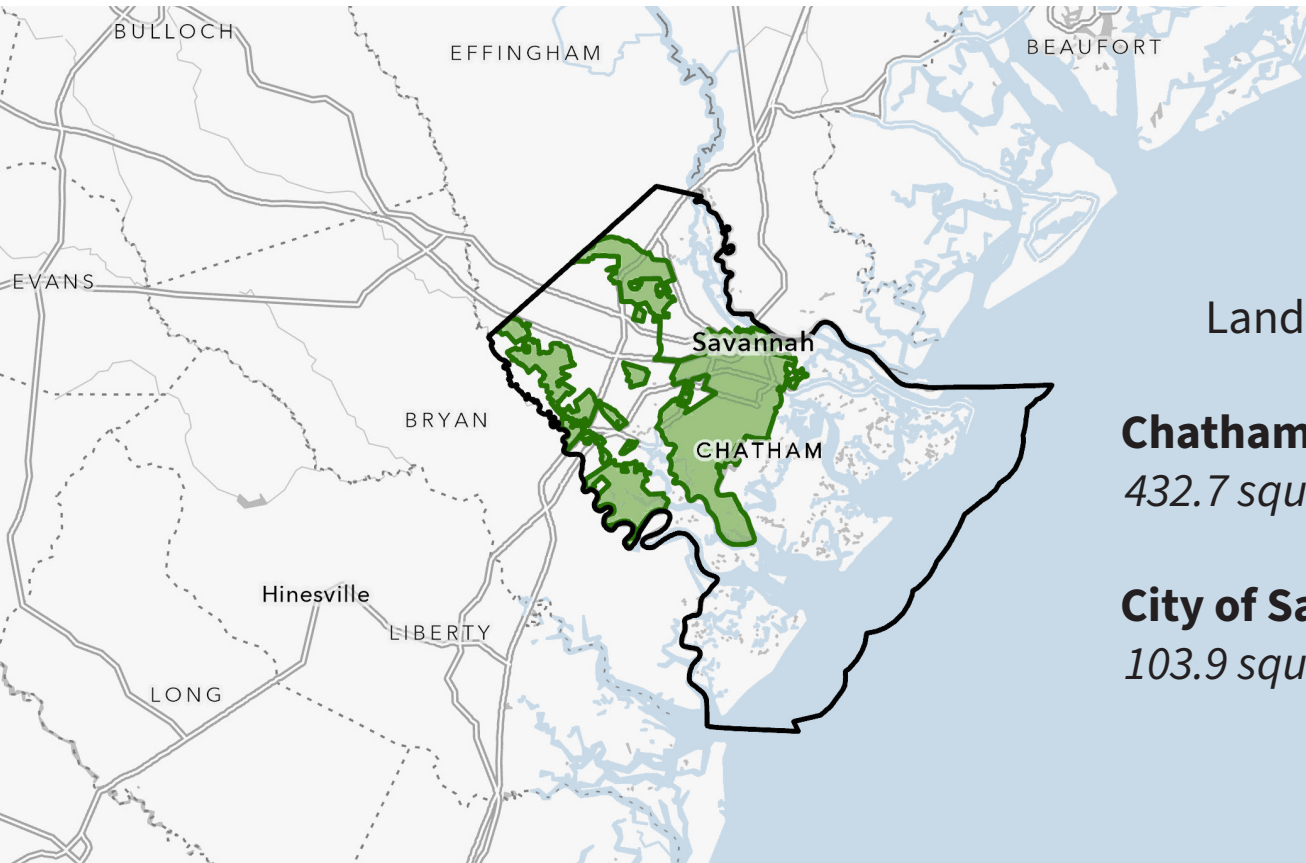 BULLOCH
EFFINGHAM
BEAUFORT
EVANS
Land
Savannah
BRYAN
Chatham
CHATHAM
432.7 squ
Hinesville
City of Sa
LIBERTY
103.9 squ
LONG